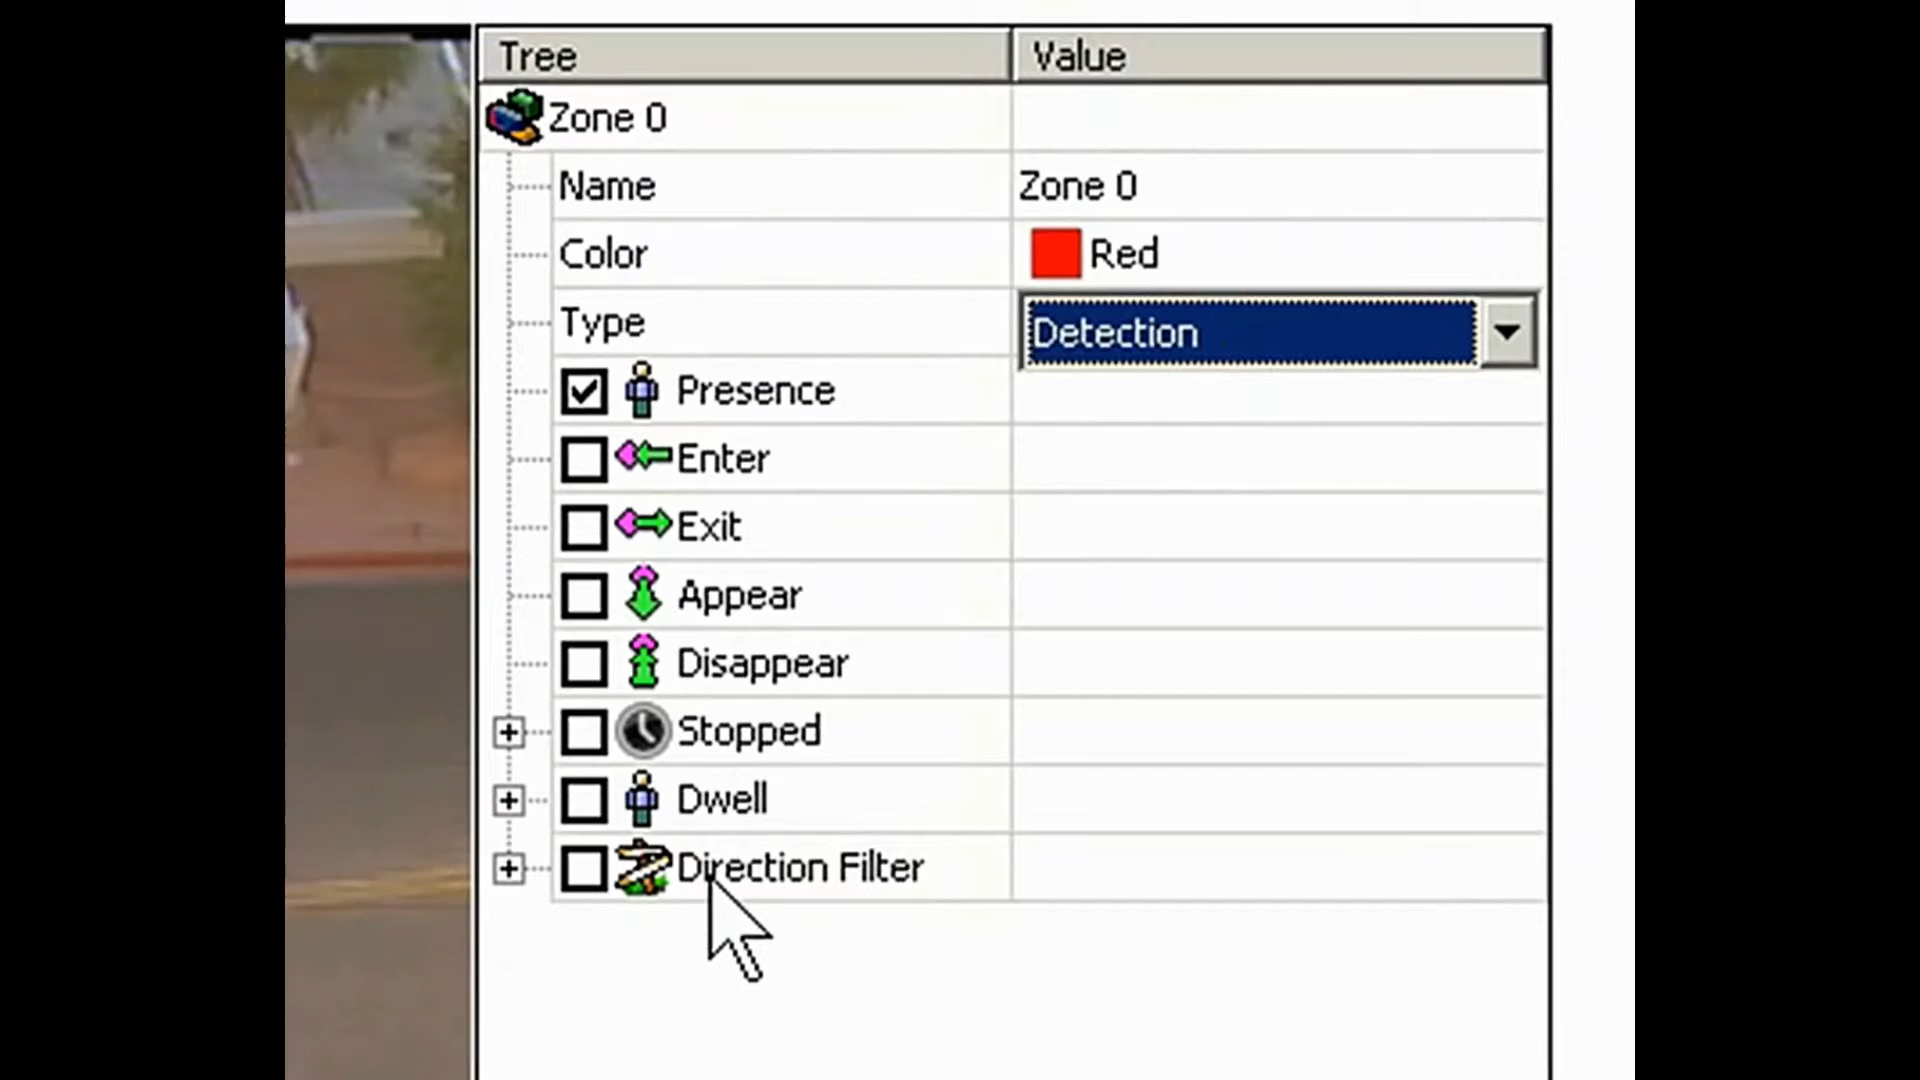 Tree Value
Zone 0
Name Zone 0
Color Red
Type Detection
Presence
Enter
Exit
Appear
Disappear
Stopped
Dwell
Direction Filter